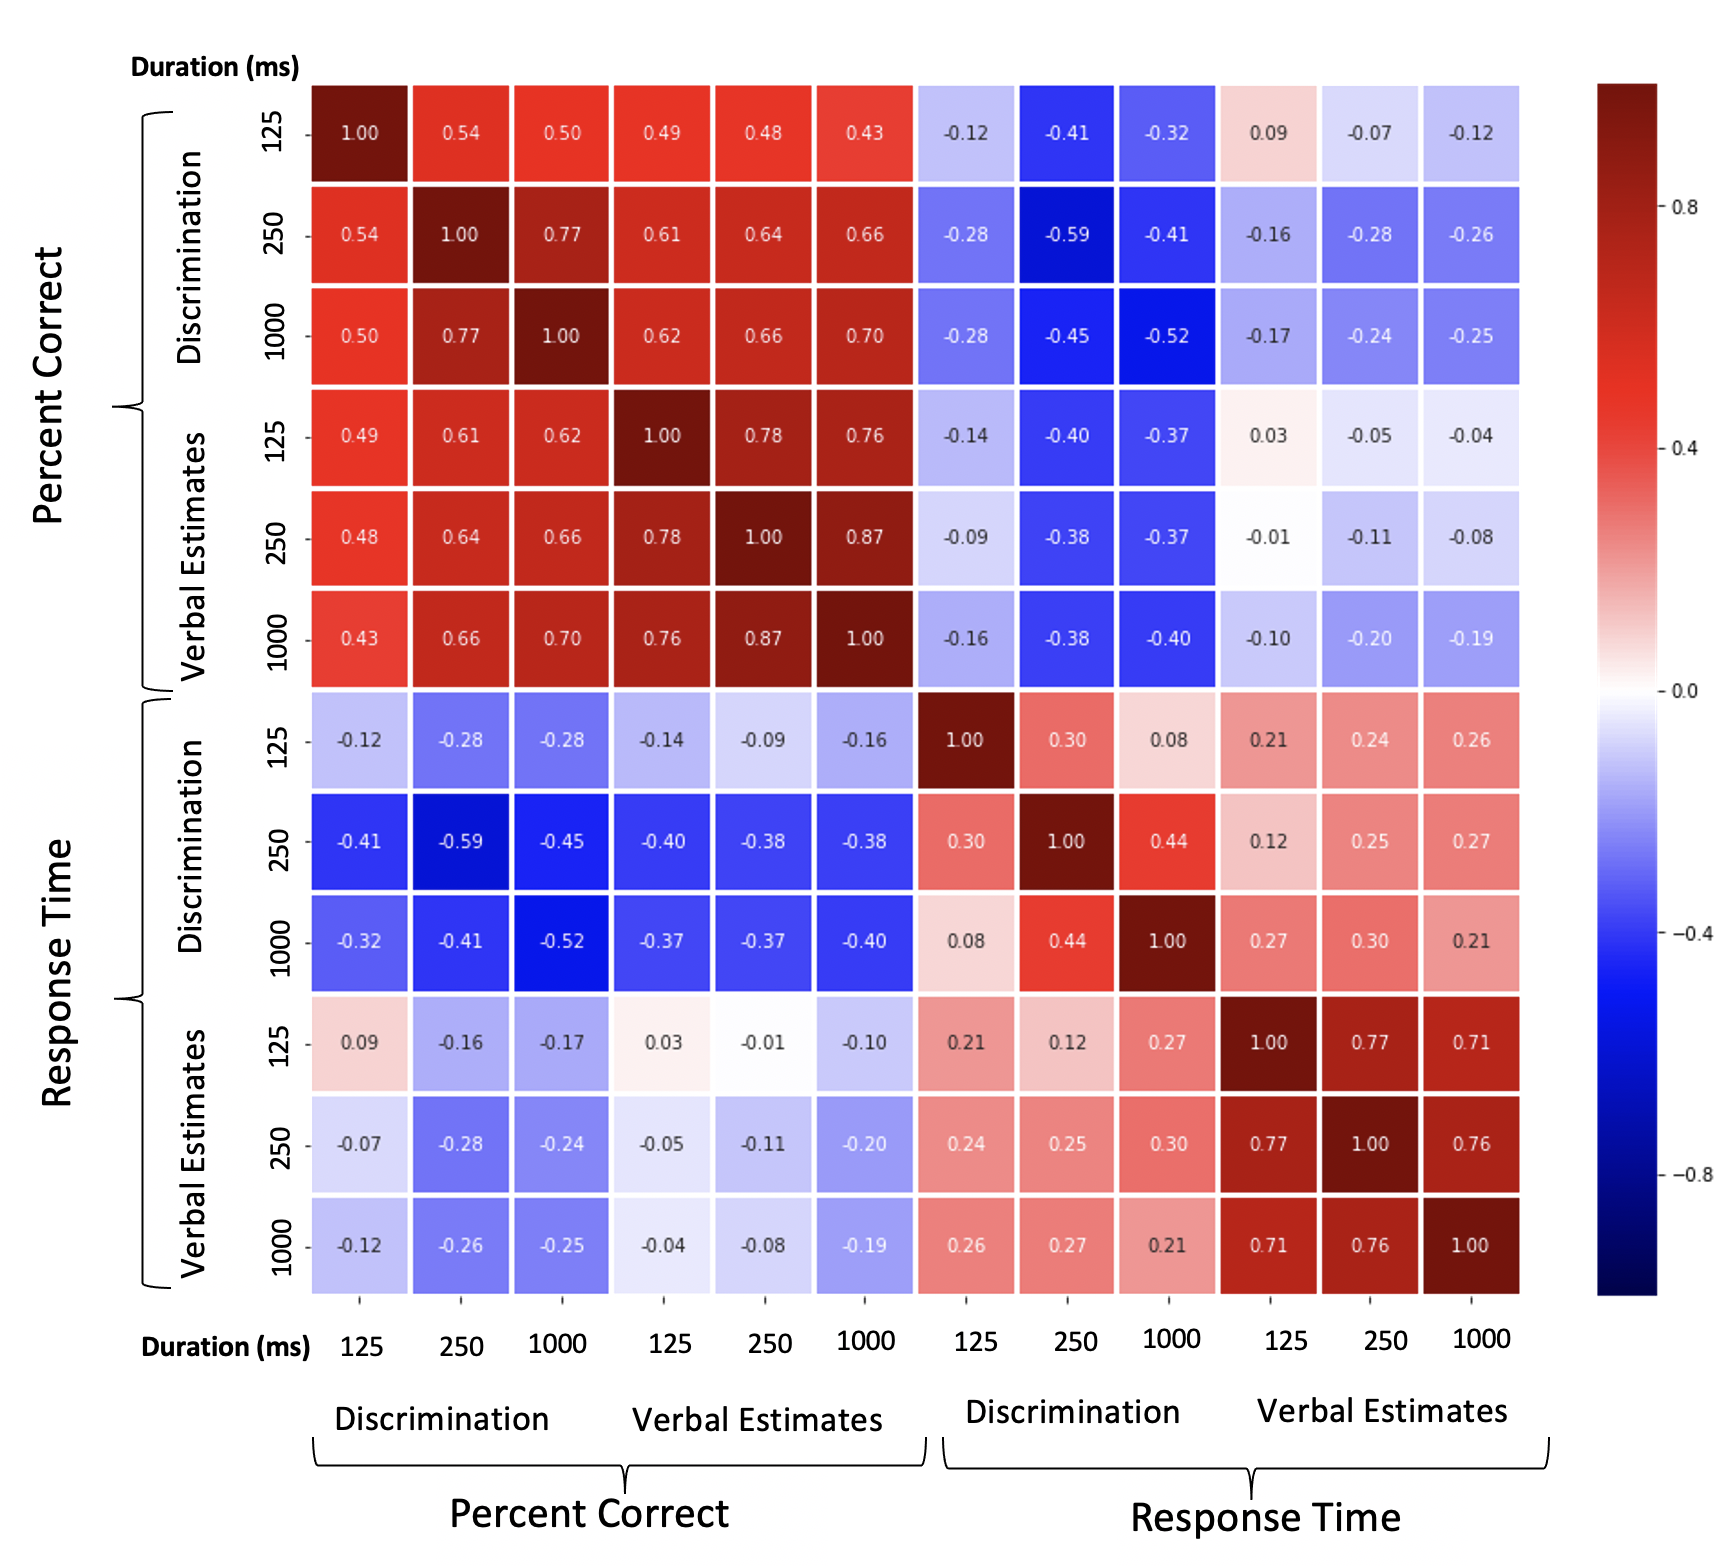 Duration (ms)
Percent Correct
Discrimination
Verbal Estimates
Response Time
Discrimination
Verbal Estimates
125 1.00 0.54 0.50 0.49 0.48 0.43 -0.12 -0.41 -0.32 0.09 -0.07 -0.12
250 0.54 1.00 0.77 0.61 0.64 0.66 -0.28 -0.59 -0.41 -0.16 -0.28 -0.26
1000 0.50 0.77 1.00 0.62 0.66 0.70 -0.28 -0.45 -0.52 -0.17 -0.24 -0.25
125 0.49 0.61 0.62 1.00 0.78 0.76 -0.14 -0.40 -0.37 0.03 -0.05 -0.04
250 0.48 0.64 0.66 0.78 1.00 0.87 -0.09 -0.38 -0.37 -0.01 -0.11 -0.08
1000 0.43 0.66 0.70 0.76 0.87 1.00 -0.16 -0.38 -0.40 -0.10 -0.20 -0.19
125 -0.12 -0.28 -0.28 -0.14 -0.09 -0.16 1.00 0.30 0.08 0.21 0.24 0.26
250 -0.41 -0.59 -0.45 -0.40 -0.38 -0.38 0.30 1.00 0.44 0.12 0.25 0.27
1000 -0.32 -0.41 -0.52 -0.37 -0.37 -0.40 0.08 0.44 1.00 0.27 0.30 0.21
125 0.09 -0.16 -0.17 0.03 -0.01 -0.10 0.21 0.12 0.27 1.00 0.77 0.71
250 -0.07 -0.28 -0.24 -0.05 -0.11 -0.20 0.24 0.25 0.30 0.77 1.00 0.76
1000 -0.12 -0.26 -0.25 -0.04 -0.08 -0.19 0.26 0.27 0.21 0.71 0.76 1.00
Duration (ms) 125 250 1000 125 250 1000 125 250 1000 125 250 1000
Discrimination Verbal Estimates Discrimination Verbal Estimates
Percent Correct Response Time
0.8
0.4
0.0
−0.4
−0.8